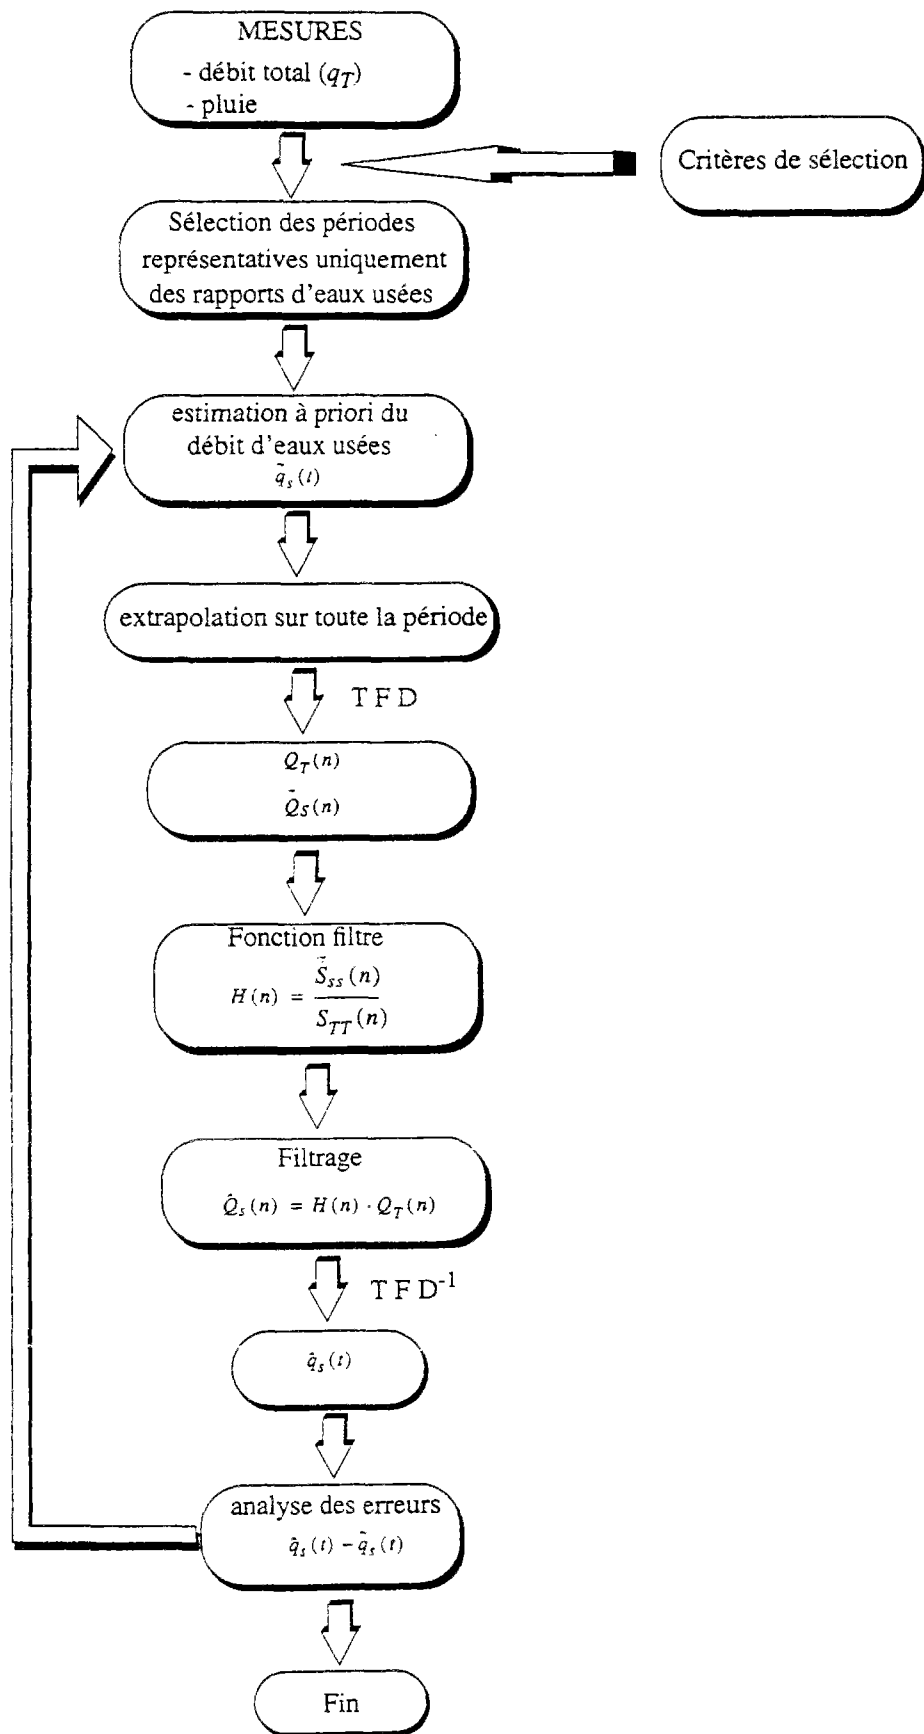 MESURES
- débit total (q_T)
- pluie
Critères de sélection
Sélection des périodes
représentatives uniquement
des rapports d'eaux usées
estimation à priori du
débit d'eaux usées
q̃_s(t)
extrapolation sur toute la période
T F D
Q_T(n)
Q̃_S(n)
Fonction filtre
H(n) = S̃_ss(n) / S_TT(n)
Filtrage
Q̂_s(n) = H(n) · Q_T(n)
T F D⁻¹
q̂_s(t)
analyse des erreurs
q̂_s(t) – q̃_s(t)
Fin